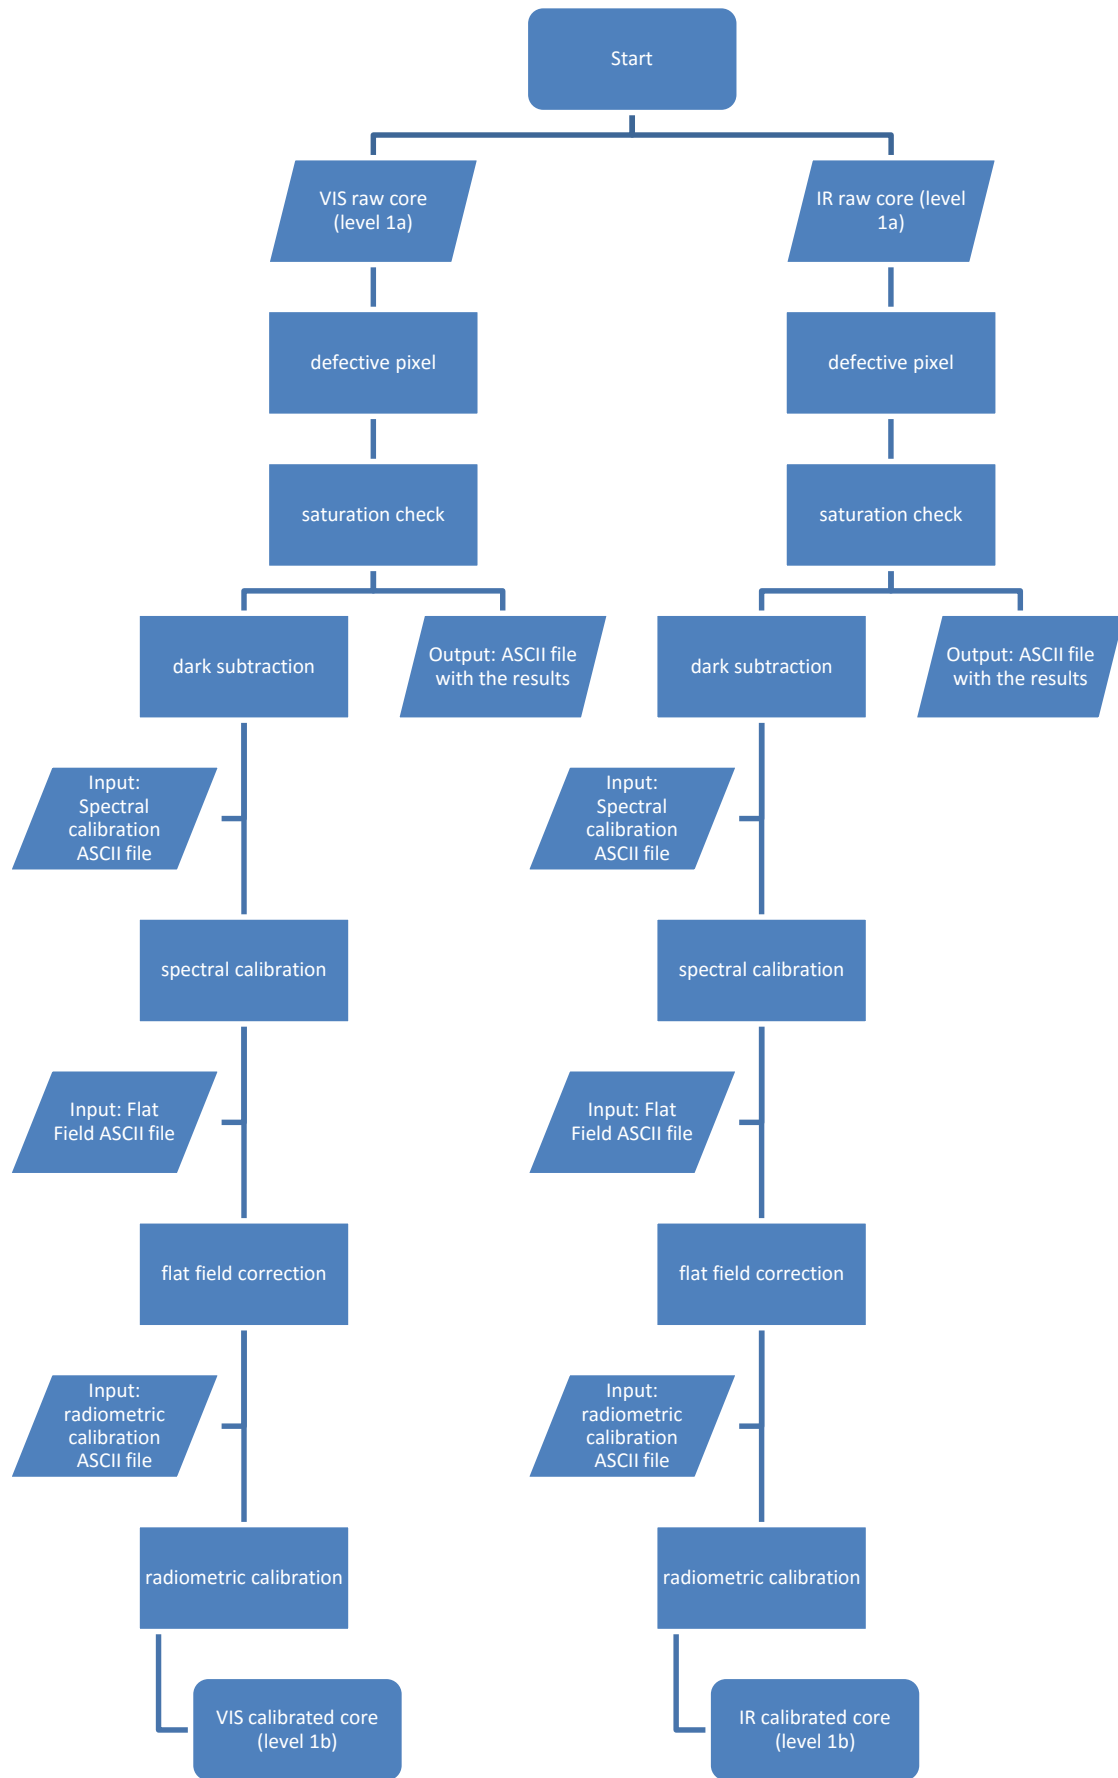 Start
VIS raw core
(level 1a)
IR raw core (level
1a)
defective pixel
defective pixel
saturation check
saturation check
dark subtraction
Output: ASCII file
with the results
dark subtraction
Output: ASCII file
with the results
Input:
Spectral
calibration
ASCII file
Input:
Spectral
calibration
ASCII file
spectral calibration
spectral calibration
Input: Flat
Field ASCII file
Input: Flat
Field ASCII file
flat field correction
flat field correction
Input:
radiometric
calibration
ASCII file
Input:
radiometric
calibration
ASCII file
radiometric calibration
radiometric calibration
VIS calibrated core
(level 1b)
IR calibrated core
(level 1b)